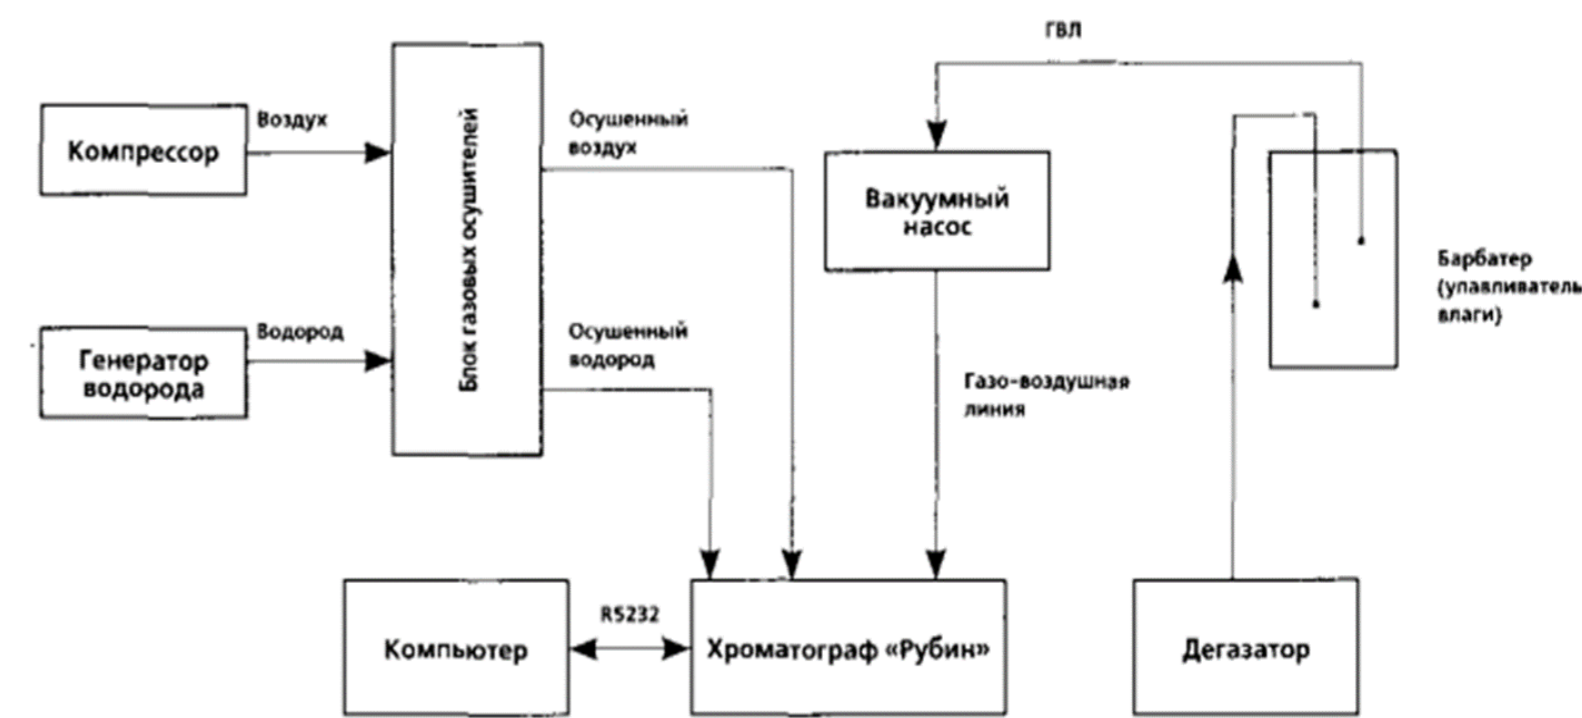 ГВЛ
Компрессор
Воздух
Блок газовых осушителей
Осушенный
воздух
Вакуумный
насос
Барбатер
(упавливатель
влаги)
Генератор
водорода
Водород
Осушенный
водород
Газо-воздушная
линия
Компьютер
RS232
Хроматограф «Рубин»
Дегазатор